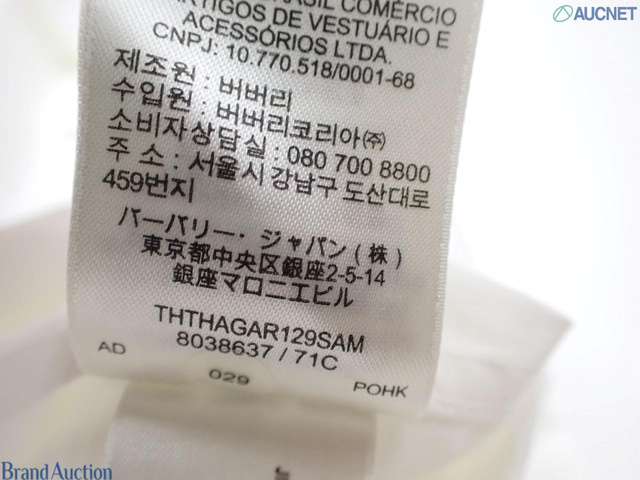 BRASIL COMÉRCIO
ARTIGOS DE VESTUÁRIO E
ACESSÓRIOS LTDA.
CNPJ: 10.770.518/0001-68
제조원 : 버버리
수입원 : 버버리코리아㈜
소비자상담실 : 080 700 8800
주 소 : 서울시 강남구 도산대로
459번지
バーバリー・ジャパン(株)
東京都中央区銀座2-5-14
銀座マロニエビル
THTHAGAR129SAM
8038637 / 71C
AD
029
POHK
AUCNET
Brand Auction